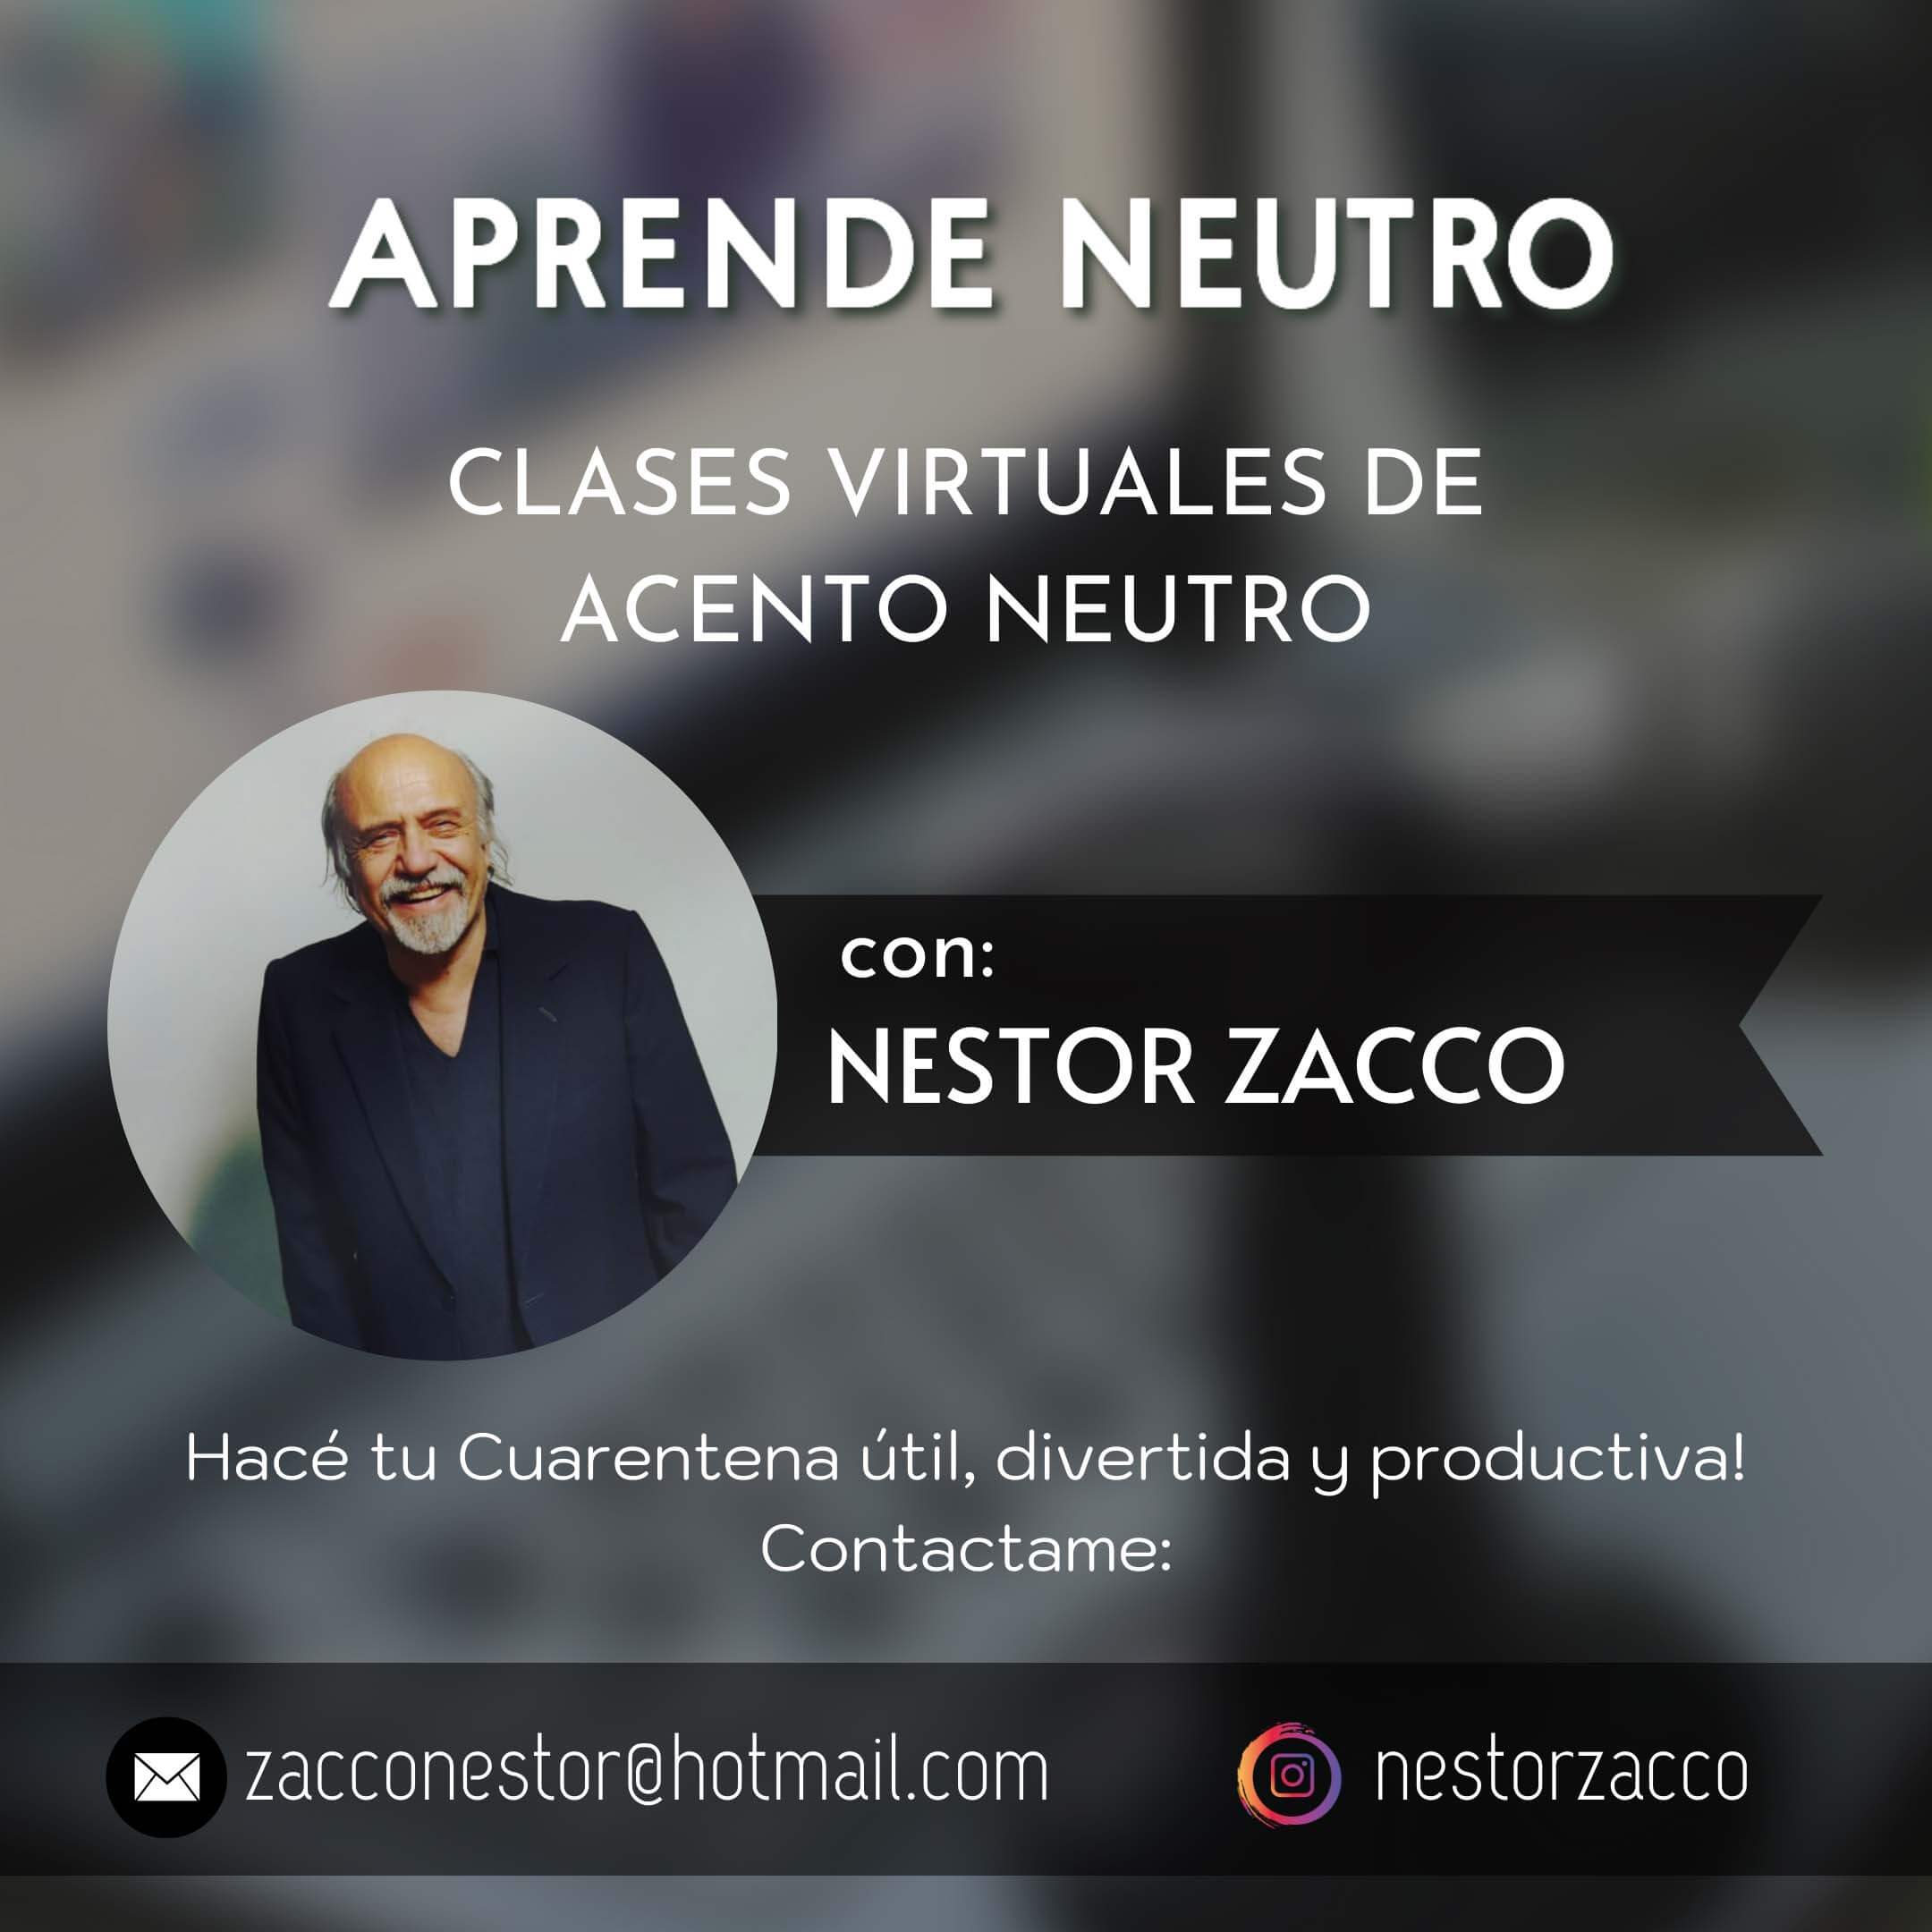 APRENDE NEUTRO
CLASES VIRTUALES DE
ACENTO NEUTRO
con:
NESTOR ZACCO
Hacé tu Cuarentena útil, divertida y productiva!
Contactame:
zacconestor@hotmail.com
nestorzacco